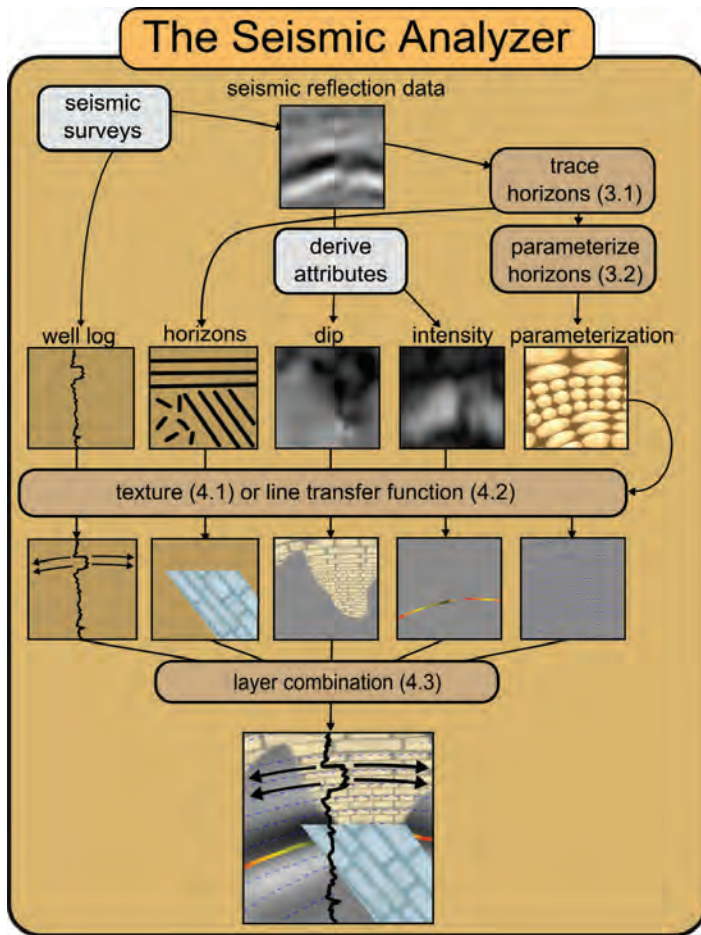 The Seismic Analyzer
seismic reflection data
seismic
surveys
trace
horizons (3.1)
derive
attributes
parameterize
horizons (3.2)
well log
horizons
dip
intensity
parameterization
texture (4.1) or line transfer function (4.2)
layer combination (4.3)